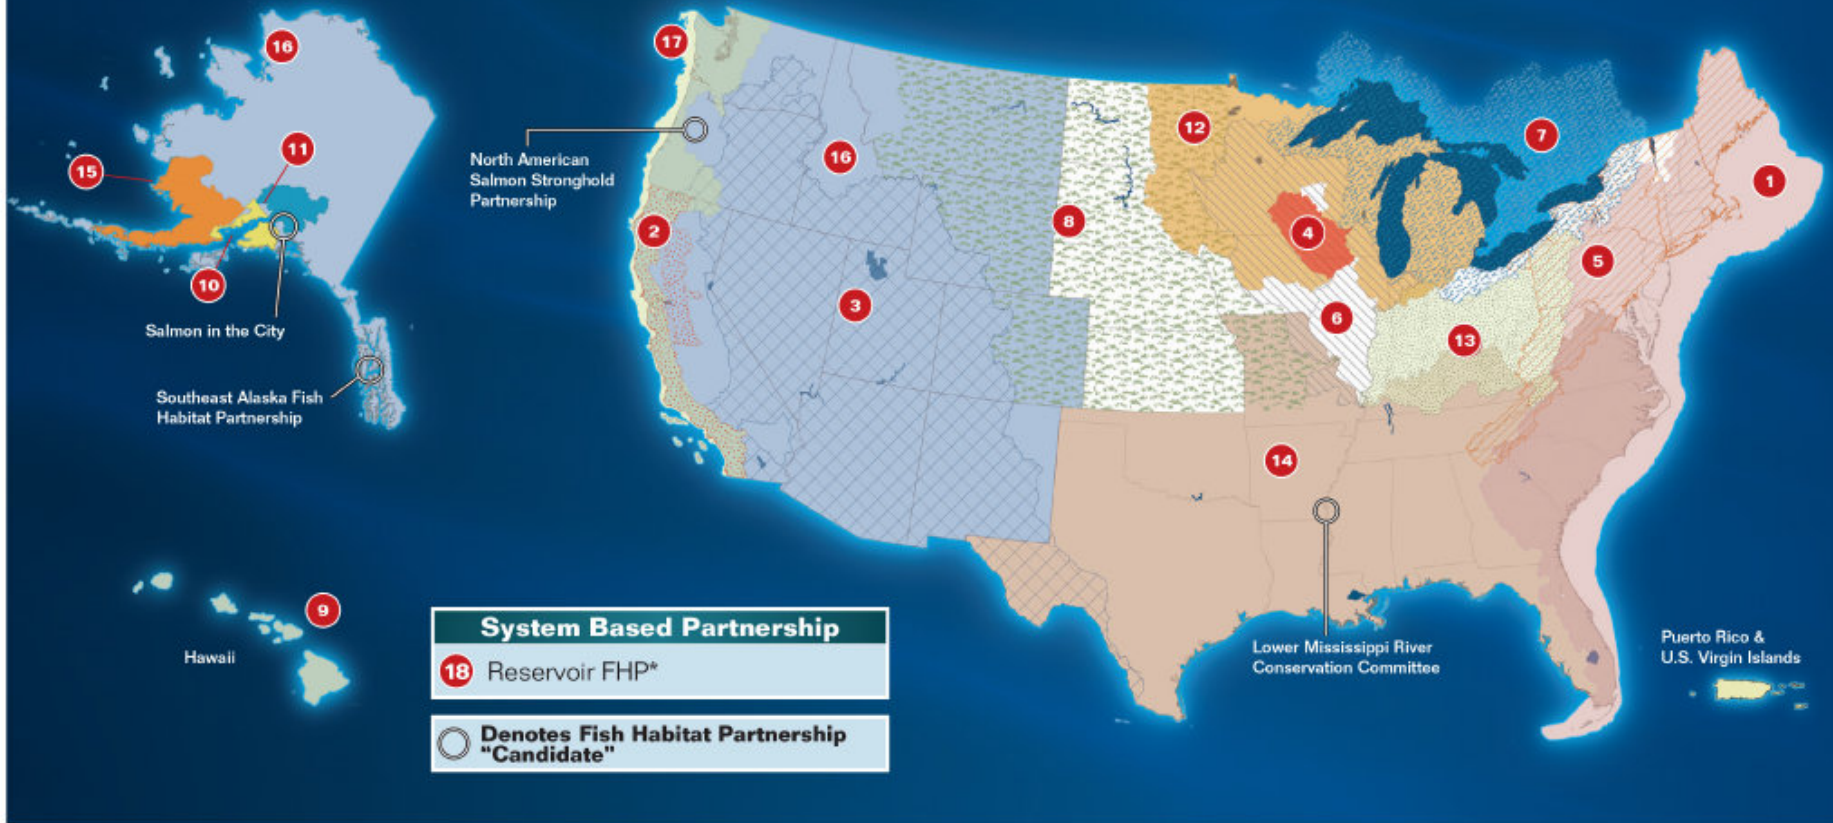 16
11
15
10
Salmon in the City
Southeast Alaska Fish
Habitat Partnership
9
Hawaii
17
North American
Salmon Stronghold
Partnership
16
2
3
8
12
4
6
7
1
5
13
14
Lower Mississippi River
Conservation Committee
Puerto Rico &
U.S. Virgin Islands
System Based Partnership
18 Reservoir FHP*
Denotes Fish Habitat Partnership
“Candidate”